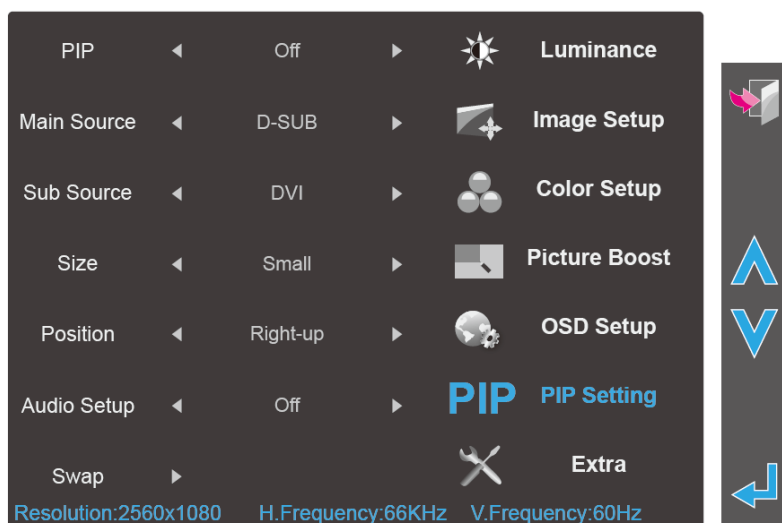 PIP Off Luminance
Main Source D-SUB Image Setup
Sub Source DVI Color Setup
Size Small Picture Boost
Position Right-up OSD Setup
Audio Setup Off PIP PIP Setting
Swap Extra
Resolution:2560x1080 H.Frequency:66KHz V.Frequency:60Hz